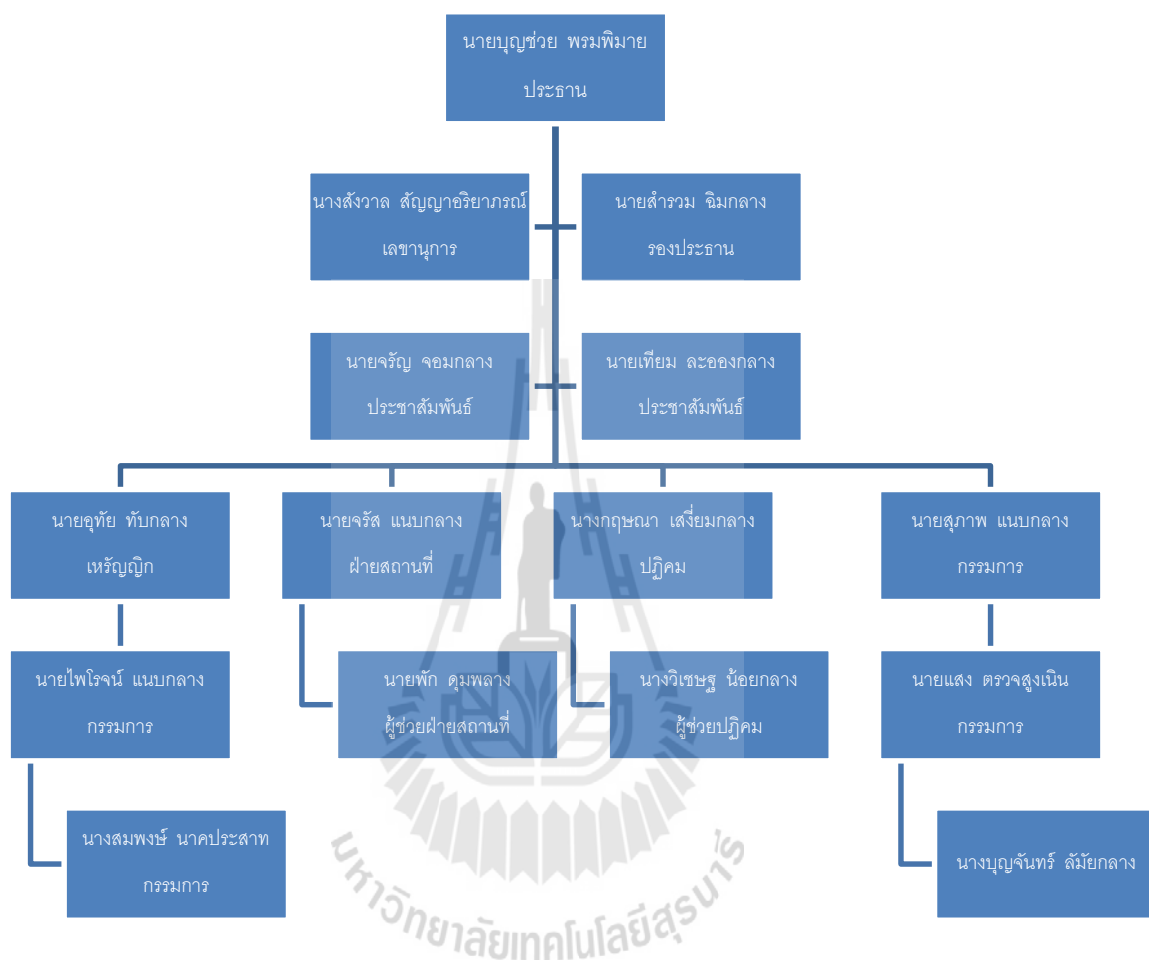 นายบุญช่วย พรมพิมาย
ประธาน
นางสังวาล สัญญาอริยาภรณ์
เลขานุการ
นายสำรวม ฉิมกลาง
รองประธาน
นายจรัญ จอมกลาง
ประชาสัมพันธ์
นายเทียม ละอองกลาง
ประชาสัมพันธ์
นายอุทัย ทับกลาง
เหรัญญิก
นายจรัส แนบกลาง
ฝ่ายสถานที่
นางกฤษณา เสงี่ยมกลาง
ปฏิคม
นายสุภาพ แนบกลาง
กรรมการ
นายไพโรจน์ แนบกลาง
กรรมการ
นายพัก ดุมพลาง
ผู้ช่วยฝ่ายสถานที่
นางวิเชษฐ น้อยกลาง
ผู้ช่วยปฏิคม
นายแสง ตรวจสูงเนิน
กรรมการ
นางสมพงษ์ นาคประสาท
กรรมการ
นางบุญจันทร์ ลัมัยกลาง
มหาวิทยาลัยเทคโนโลยีสุรนารี